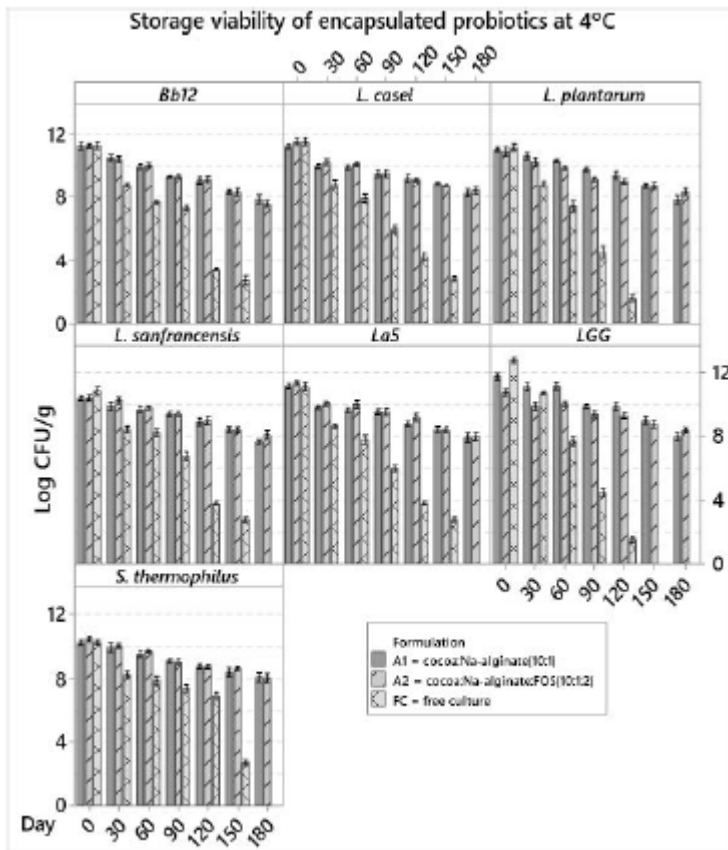 Storage viability of encapsulated probiotics at 4°C
0 30 60 90 120 150 180
Bb12 L. casei L. plantarum
12
8
4
0
L. sanfrancensis La5 LGG
12
8
4
0
Log CFU/g
S. thermophilus
0 30 60 90 120 150 180
12
8
4
0
Formulation
A1 = cocoa:Na-alginate(10:1)
A2 = cocoa:Na-alginate:FOS(10:1:2)
FC = free culture
Day 0 30 60 90 120 150 180